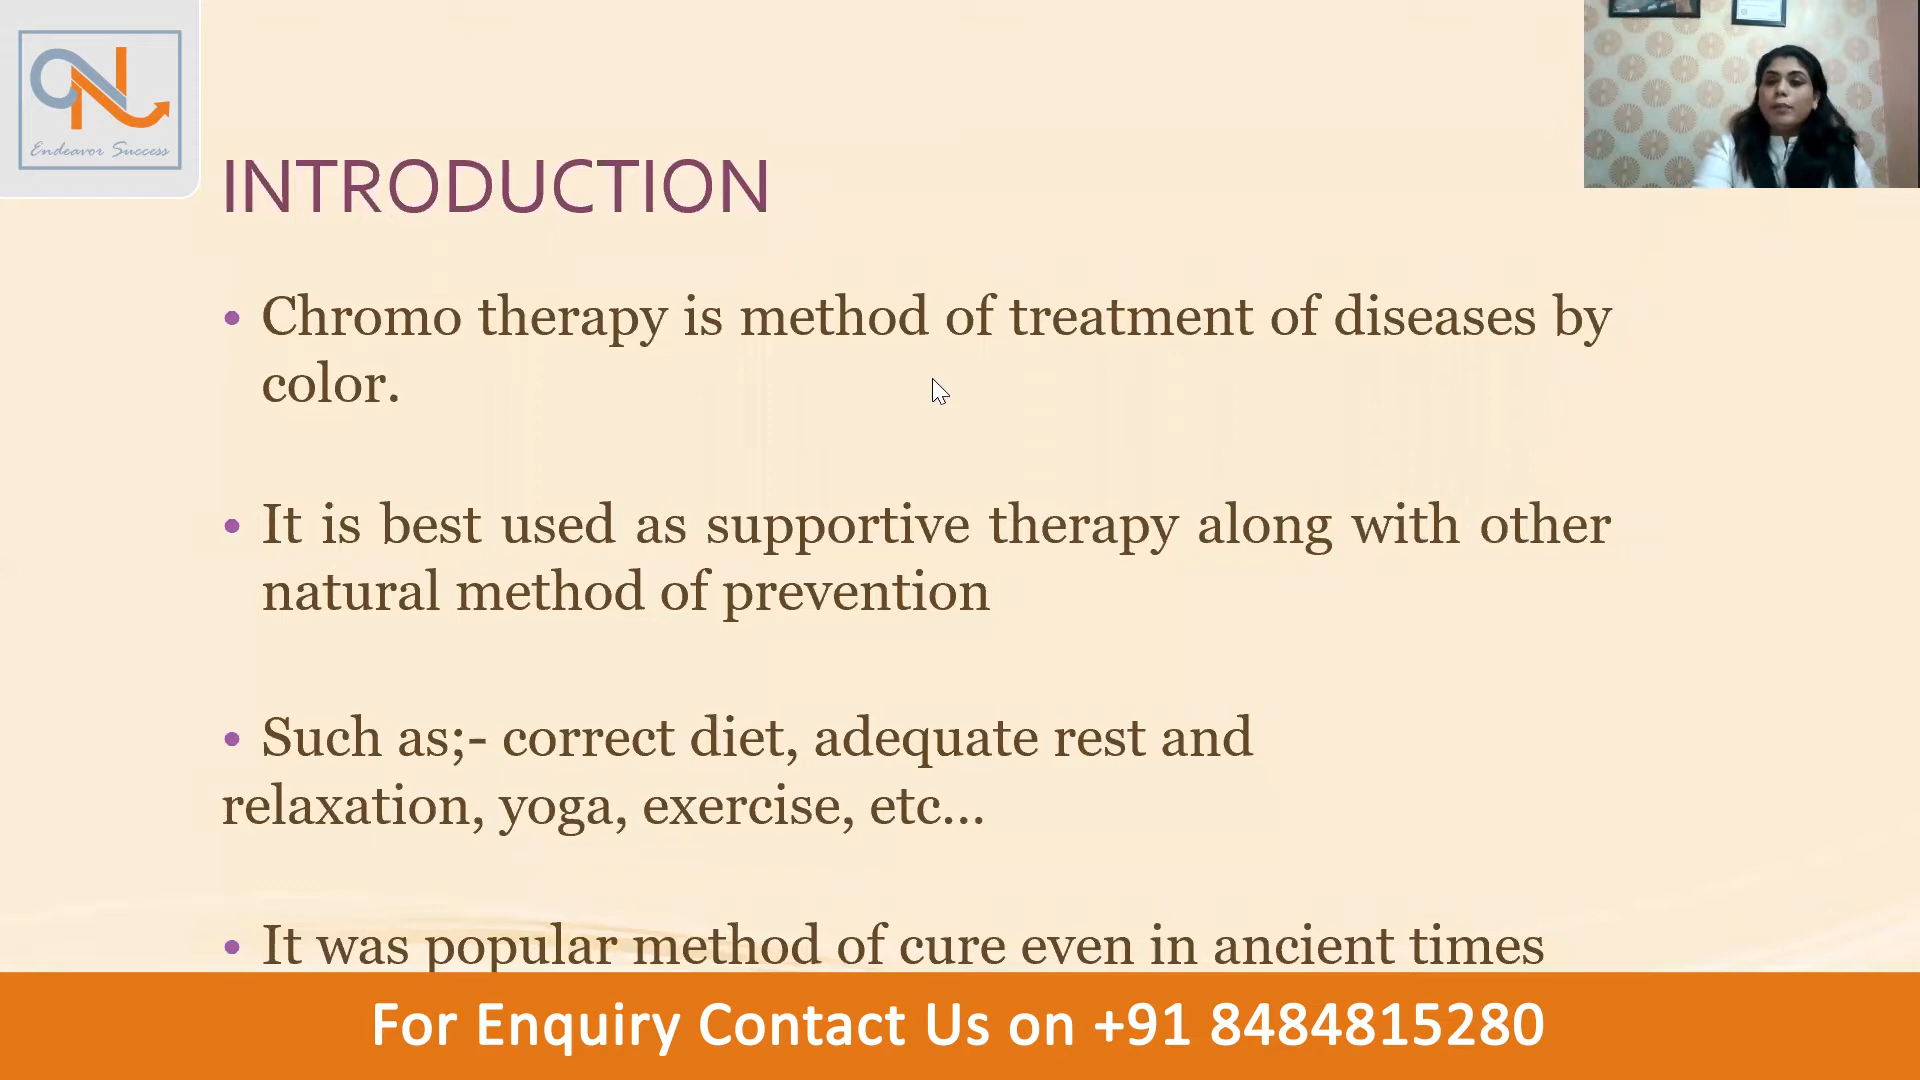 Endeavor Success
INTRODUCTION
• Chromo therapy is method of treatment of diseases by
color.
• It is best used as supportive therapy along with other
natural method of prevention
• Such as;- correct diet, adequate rest and
relaxation, yoga, exercise, etc...
• It was popular method of cure even in ancient times
For Enquiry Contact Us on +91 8484815280